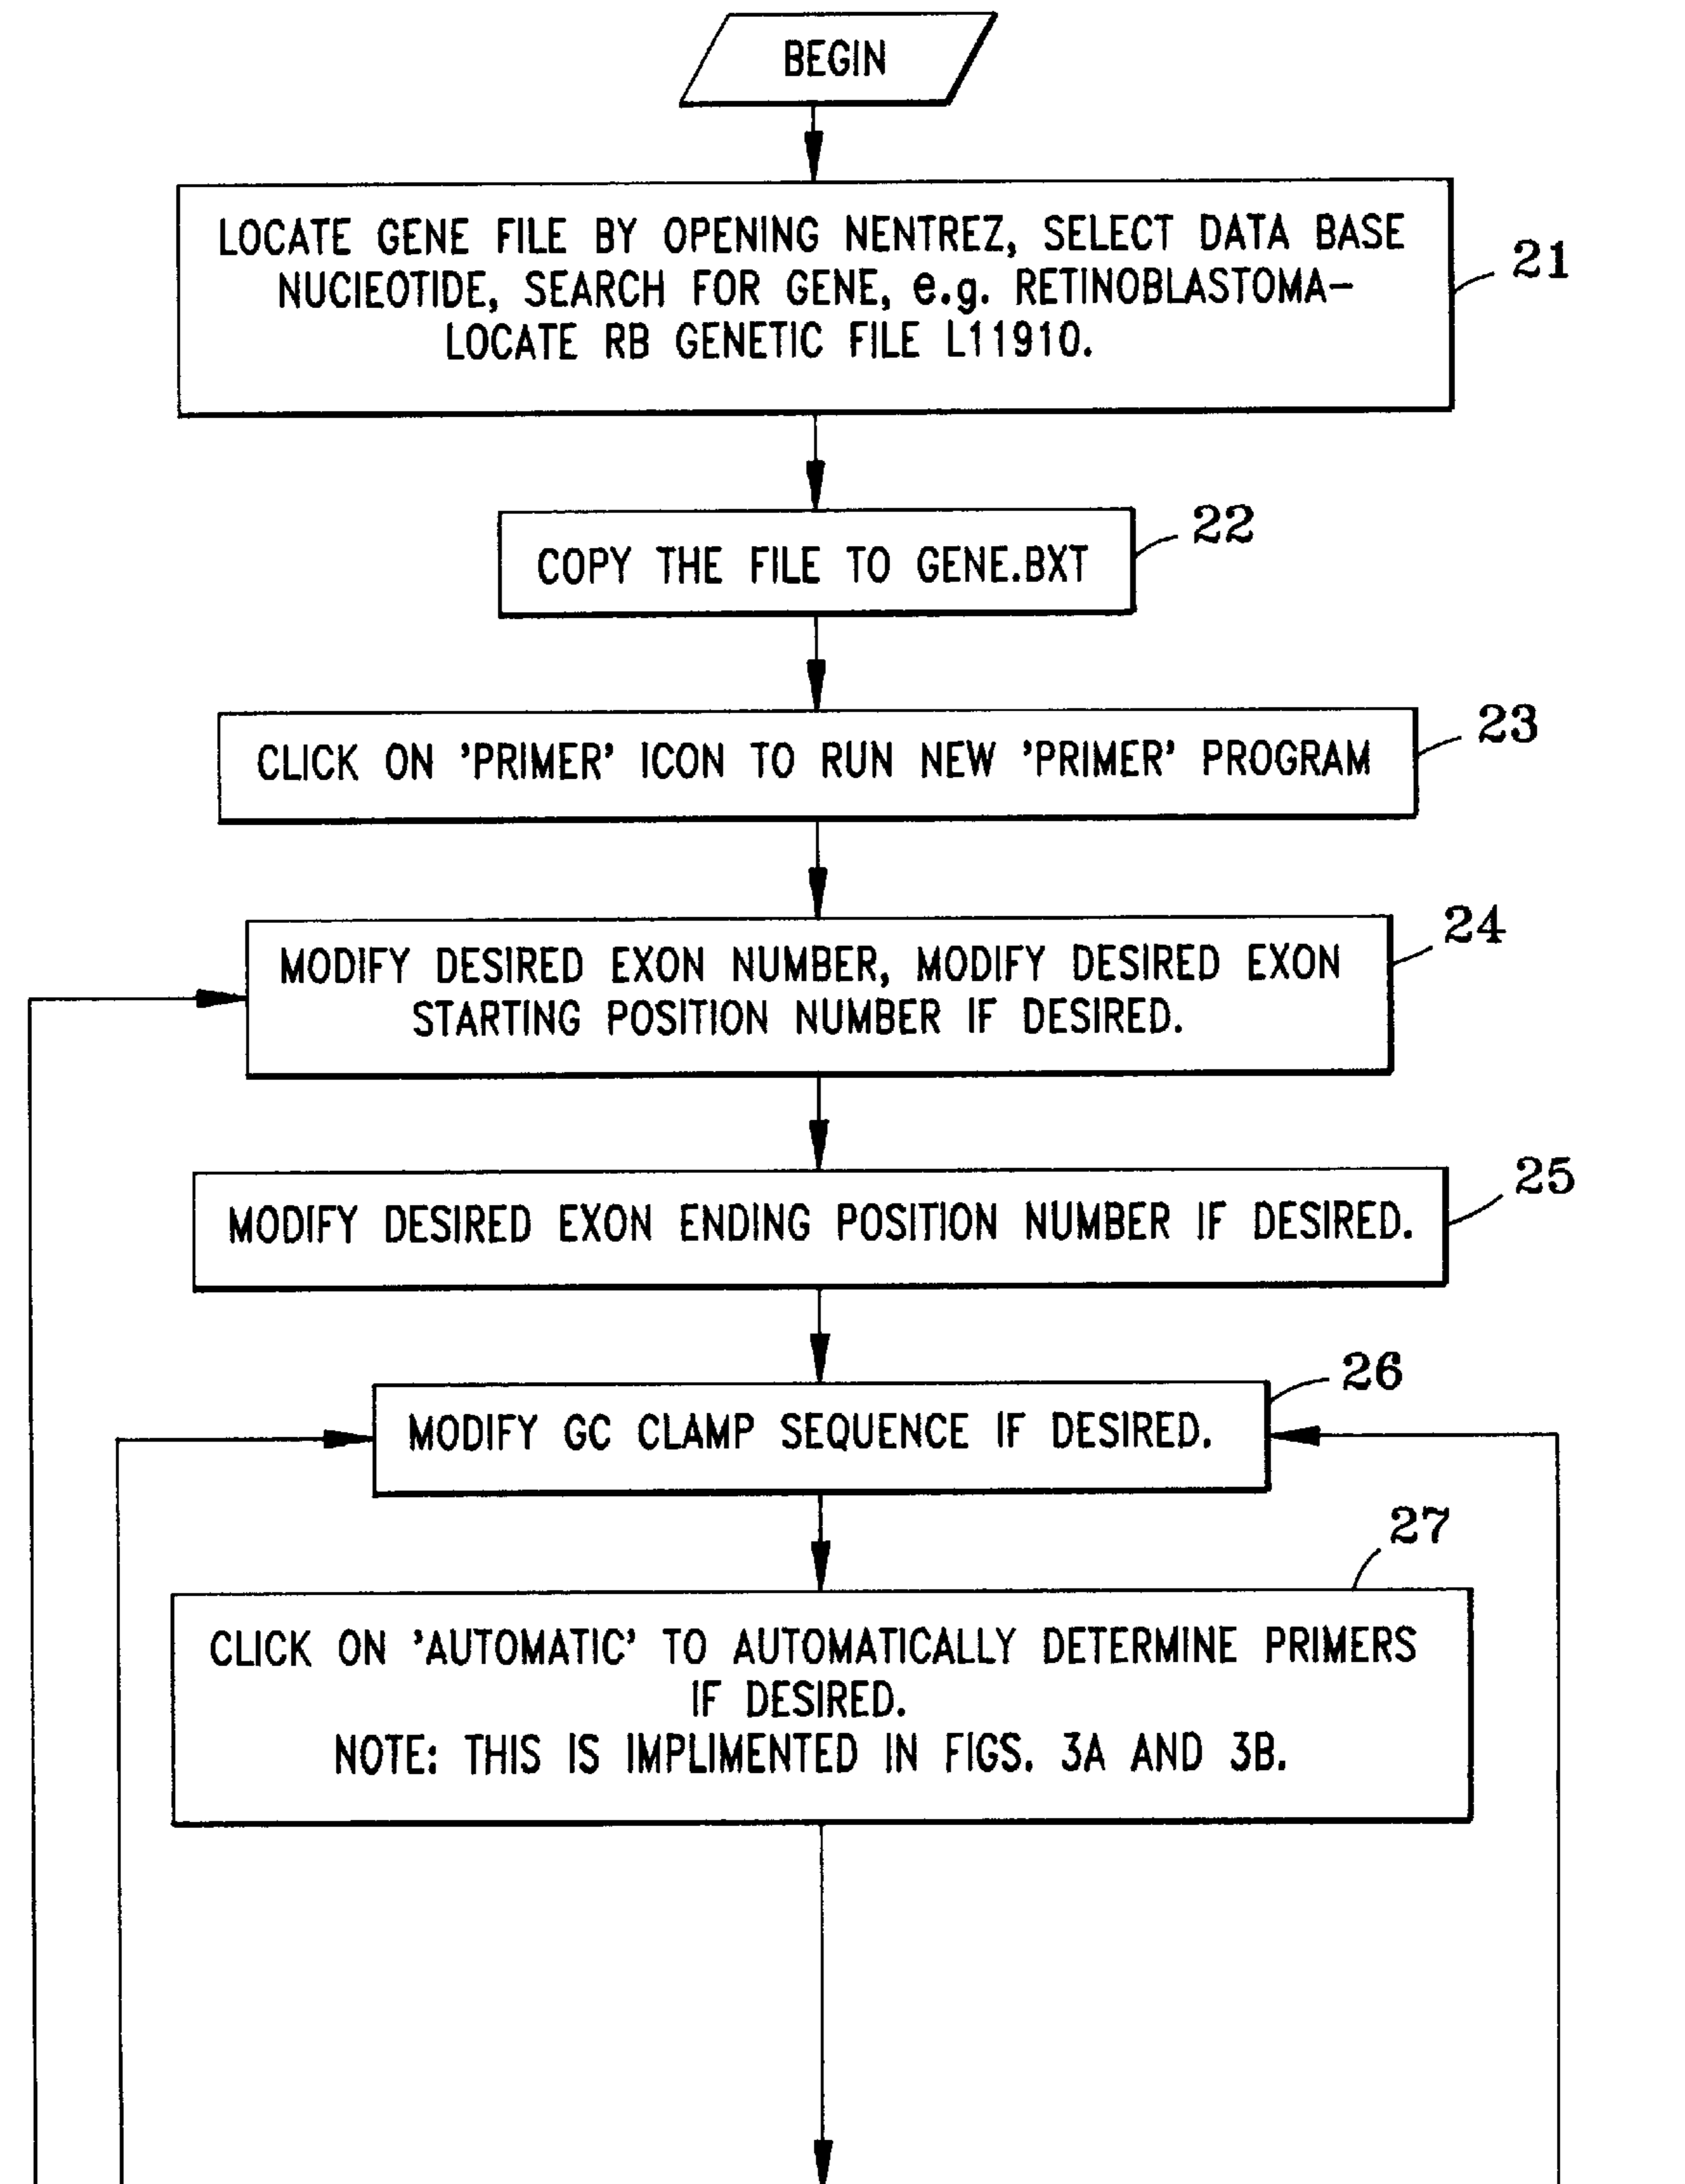 BEGIN
LOCATE GENE FILE BY OPENING NENTREZ, SELECT DATA BASE
NUCIEOTIDE, SEARCH FOR GENE, e.g. RETINOBLASTOMA–
LOCATE RB GENETIC FILE L11910.
21
COPY THE FILE TO GENE.BXT
22
CLICK ON 'PRIMER' ICON TO RUN NEW 'PRIMER' PROGRAM
23
MODIFY DESIRED EXON NUMBER, MODIFY DESIRED EXON
STARTING POSITION NUMBER IF DESIRED.
24
MODIFY DESIRED EXON ENDING POSITION NUMBER IF DESIRED.
25
MODIFY GC CLAMP SEQUENCE IF DESIRED.
26
27
CLICK ON 'AUTOMATIC' TO AUTOMATICALLY DETERMINE PRIMERS
IF DESIRED.
NOTE: THIS IS IMPLIMENTED IN FIGS. 3A AND 3B.